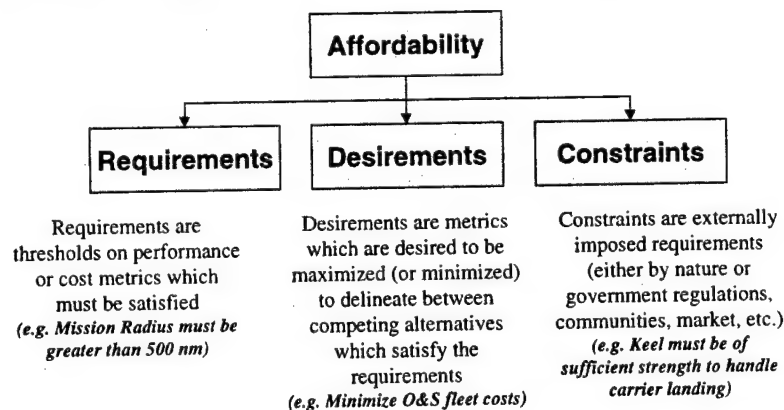 Affordability
Requirements
Desirements
Constraints
Requirements are
thresholds on performance
or cost metrics which
must be satisfied
(e.g. Mission Radius must be
greater than 500 nm)
Desirements are metrics
which are desired to be
maximized (or minimized)
to delineate between
competing alternatives
which satisfy the
requirements
(e.g. Minimize O&S fleet costs)
Constraints are externally
imposed requirements
(either by nature or
government regulations,
communities, market, etc.)
(e.g. Keel must be of
sufficient strength to handle
carrier landing)